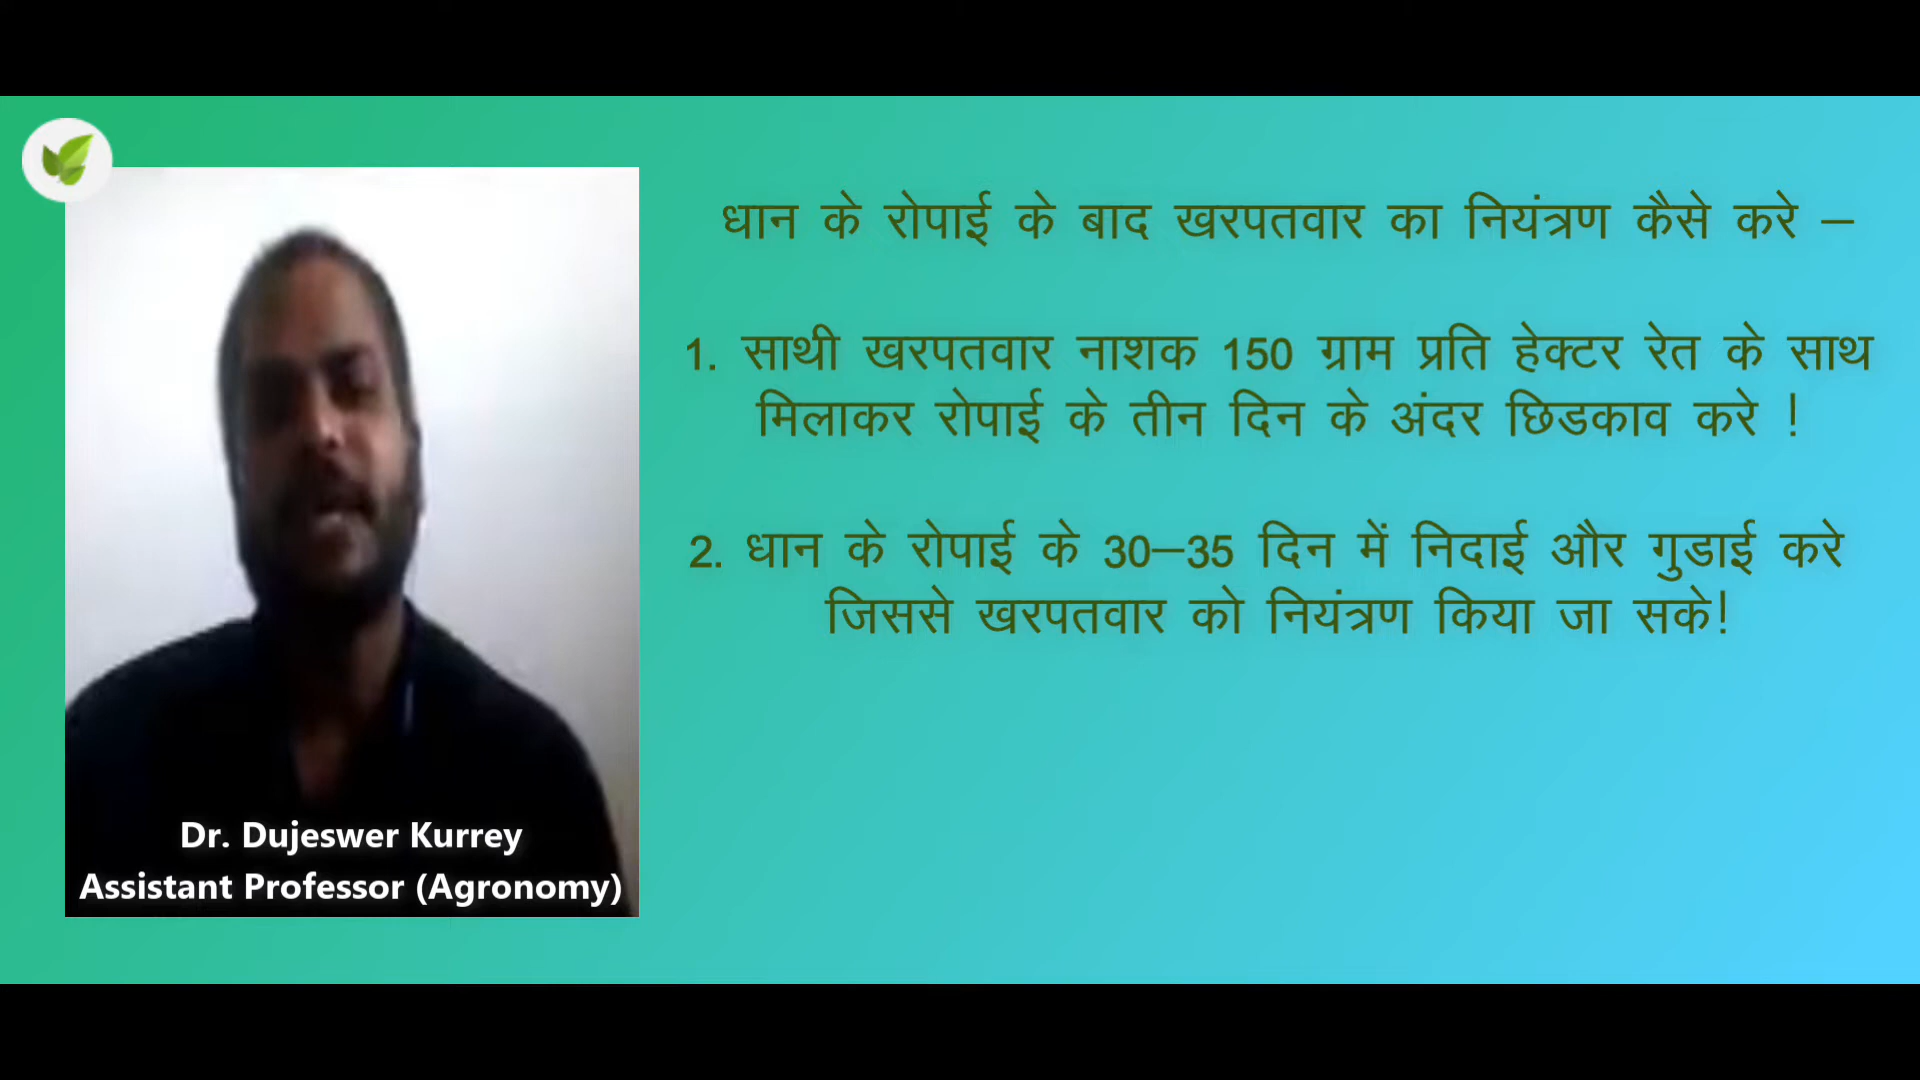 धान के रोपाई के बाद खरपतवार का नियंत्रण कैसे करे –
1. साथी खरपतवार नाशक 150 ग्राम प्रति हेक्टर रेत के साथ
मिलाकर रोपाई के तीन दिन के अंदर छिडकाव करे !
2. धान के रोपाई के 30–35 दिन में निदाई और गुडाई करे
जिससे खरपतवार को नियंत्रण किया जा सके!
Dr. Dujeswer Kurrey
Assistant Professor (Agronomy)